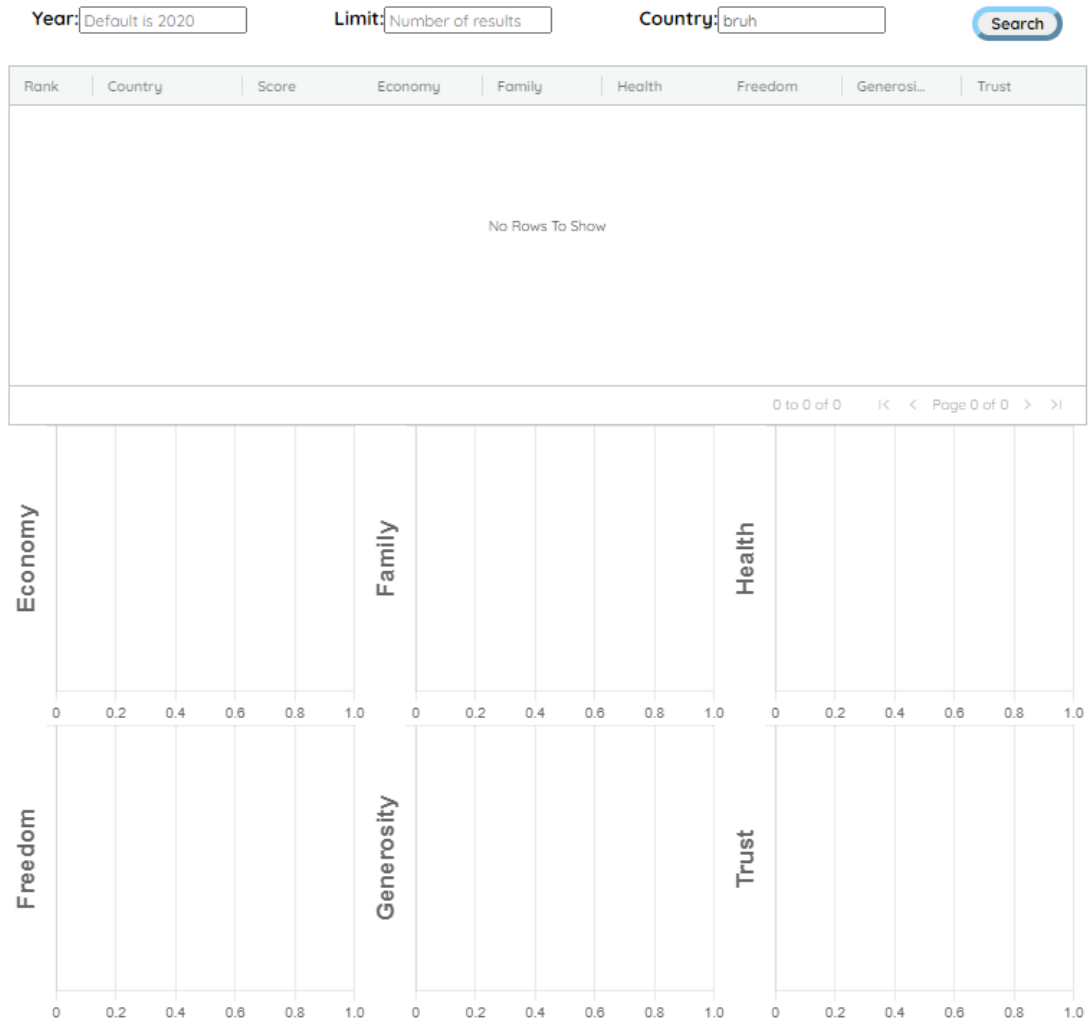 Year: Default is 2020 Limit: Number of results Country: bruh Search
Rank Country Score Economy Family Health Freedom Generosi... Trust
No Rows To Show
0 to 0 of 0 Page 0 of 0
Economy
0 0.2 0.4 0.6 0.8 1.0
Family
0 0.2 0.4 0.6 0.8 1.0
Health
0 0.2 0.4 0.6 0.8 1.0
Freedom
0 0.2 0.4 0.6 0.8 1.0
Generosity
0 0.2 0.4 0.6 0.8 1.0
Trust
0 0.2 0.4 0.6 0.8 1.0